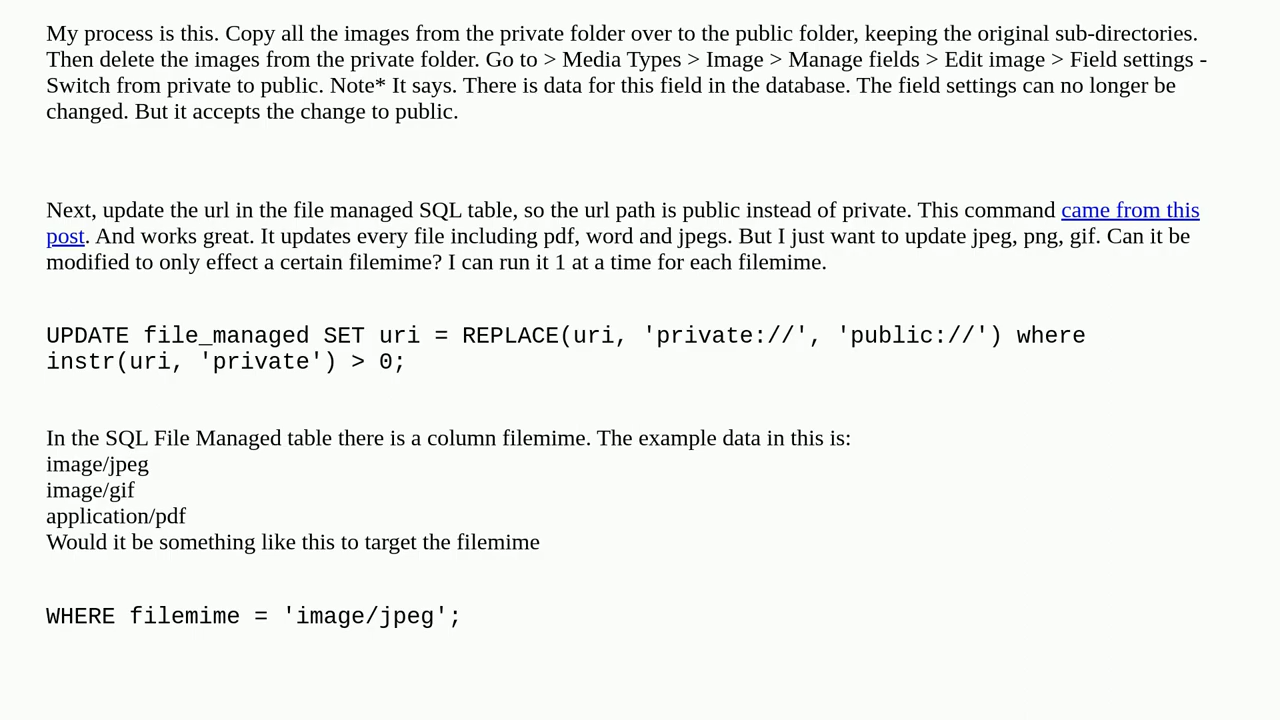 My process is this. Copy all the images from the private folder over to the public folder, keeping the original sub-directories.
Then delete the images from the private folder. Go to > Media Types > Image > Manage fields > Edit image > Field settings -
Switch from private to public. Note* It says. There is data for this field in the database. The field settings can no longer be
changed. But it accepts the change to public.
Next, update the url in the file managed SQL table, so the url path is public instead of private. This command came from this
post. And works great. It updates every file including pdf, word and jpegs. But I just want to update jpeg, png, gif. Can it be
modified to only effect a certain filemime? I can run it 1 at a time for each filemime.
UPDATE file_managed SET uri = REPLACE(uri, 'private://', 'public://') where
instr(uri, 'private') > 0;
In the SQL File Managed table there is a column filemime. The example data in this is:
image/jpeg
image/gif
application/pdf
Would it be something like this to target the filemime
WHERE filemime = 'image/jpeg';